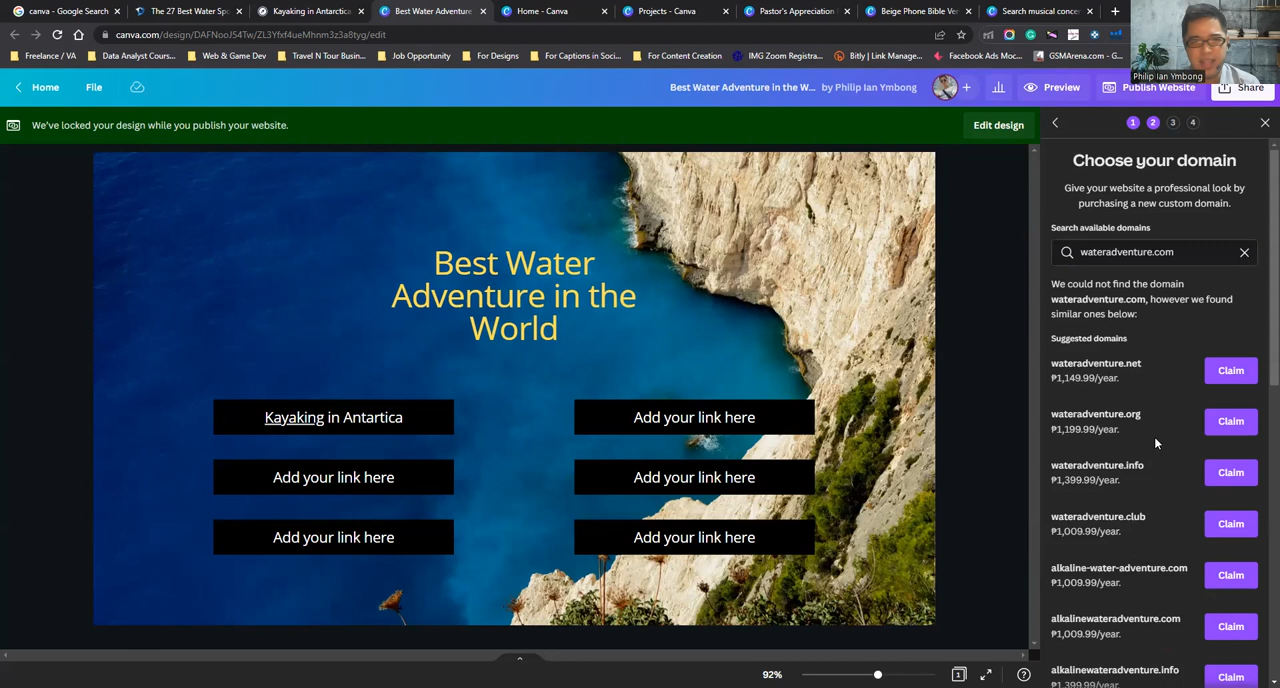 canva - Google Search
The 27 Best Water Spo
Kayaking in Antarctica
Best Water Adventure
Home - Canva
Projects - Canva
Pastor's Appreciation
Beige Phone Bible Ver
Search musical conce
canva.com/design/DAFNooJ54Tw/ZL3Yfxf4ueMhnm3z3a8tyg/edit
Freelance / VA
Data Analyst Cours...
Web & Game Dev
Travel N Tour Busin...
Job Opportunity
For Designs
For Captions in Soci...
For Content Creation
IMG Zoom Registra...
Bitly | Link Manage...
Facebook Ads Moc...
GSMArena.com - G...
Philip Ian Ymbong
Home
File
Best Water Adventure in the W...
by Philip Ian Ymbong
Preview
Publish Website
Share
We've locked your design while you publish your website.
Edit design
1
2
3
4
Best Water
Adventure in the
World
Kayaking in Antartica
Add your link here
Add your link here
Add your link here
Add your link here
Add your link here
Choose your domain
Give your website a professional look by
purchasing a new custom domain.
Search available domains
wateradventure.com
We could not find the domain
wateradventure.com, however we found
similar ones below:
Suggested domains
wateradventure.net
₱1,149.99/year.
Claim
wateradventure.org
₱1,199.99/year.
Claim
wateradventure.info
₱1,399.99/year.
Claim
wateradventure.club
₱1,009.99/year.
Claim
alkaline-water-adventure.com
₱1,009.99/year.
Claim
alkalinewateradventure.com
₱1,009.99/year.
Claim
alkalinewateradventure.info
₱1,399.99/year.
Claim
92%
1